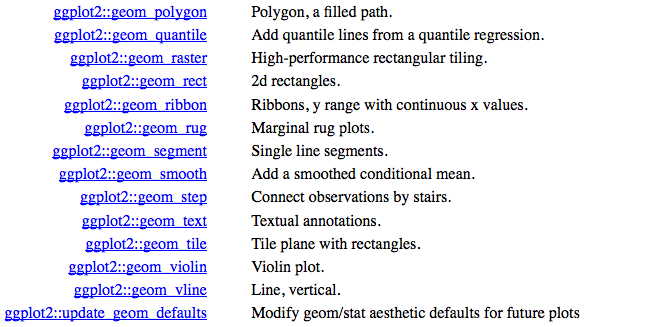 ggplot2::geom_polygon Polygon, a filled path.
ggplot2::geom_quantile Add quantile lines from a quantile regression.
ggplot2::geom_raster High-performance rectangular tiling.
ggplot2::geom_rect 2d rectangles.
ggplot2::geom_ribbon Ribbons, y range with continuous x values.
ggplot2::geom_rug Marginal rug plots.
ggplot2::geom_segment Single line segments.
ggplot2::geom_smooth Add a smoothed conditional mean.
ggplot2::geom_step Connect observations by stairs.
ggplot2::geom_text Textual annotations.
ggplot2::geom_tile Tile plane with rectangles.
ggplot2::geom_violin Violin plot.
ggplot2::geom_vline Line, vertical.
ggplot2::update_geom_defaults Modify geom/stat aesthetic defaults for future plots